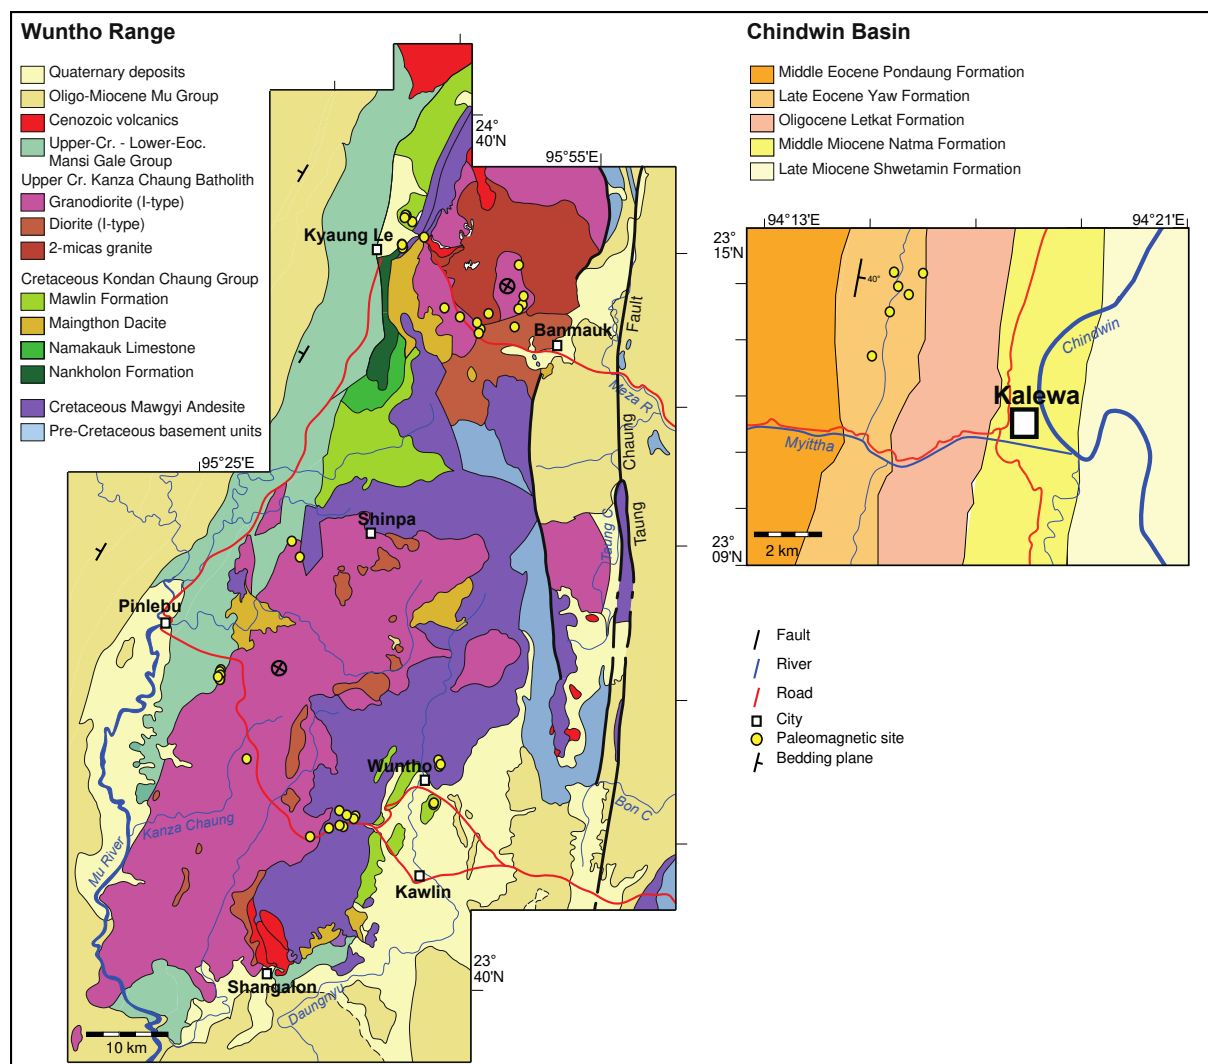 Wuntho Range
Quaternary deposits
Oligo-Miocene Mu Group
Cenozoic volcanics
Upper-Cr. - Lower-Eoc.
Mansi Gale Group
Upper Cr. Kanza Chaung Batholith
Granodiorite (I-type)
Diorite (I-type)
2-micas granite
Cretaceous Kondan Chaung Group
Mawlin Formation
Maingthon Dacite
Namakauk Limestone
Nankholon Formation
Cretaceous Mawgyi Andesite
Pre-Cretaceous basement units
24°
40'N
95°55'E
Kyaung Le
Banmauk
Fault
Meza R.
Chaung
95°25'E
Shinpa
Taung C.
Taung
Pinlebu
Wuntho
Bon C
Kanza Chaung
Mu River
Kawlin
23°
40'N
Shangalon
Daungnyu
10 km
Chindwin Basin
Middle Eocene Pondaung Formation
Late Eocene Yaw Formation
Oligocene Letkat Formation
Middle Miocene Natma Formation
Late Miocene Shwetamin Formation
94°13'E
94°21'E
23°
15'N
40°
Chindwin
Kalewa
Myittha
23°
09'N
2 km
Fault
River
Road
City
Paleomagnetic site
Bedding plane